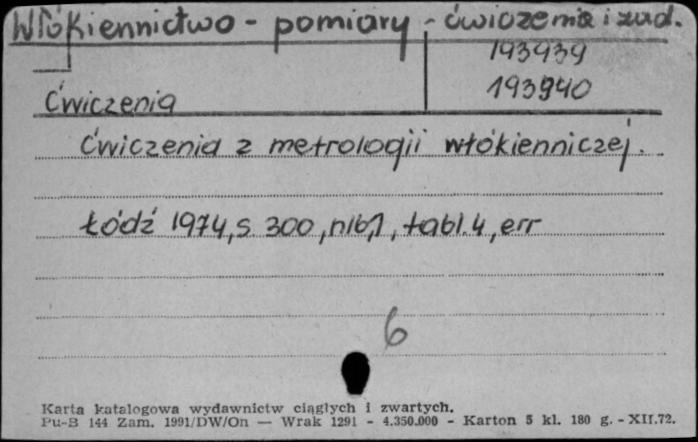 Włókiennictwo - pomiary - ćwiczenia i zad.
193939
193940
Ćwiczenia
Ćwiczenia z metrologii włókienniczej.
Łódź 1974, s. 300, nlb, 1, tabl. 4, err
6
Karta katalogowa wydawnictw ciągłych i zwartych.
Pu-B 144 Zam. 1991/DW/On — Wrak 1291 - 4.350.000 - Karton 5 kl. 180 g. - XII.72.